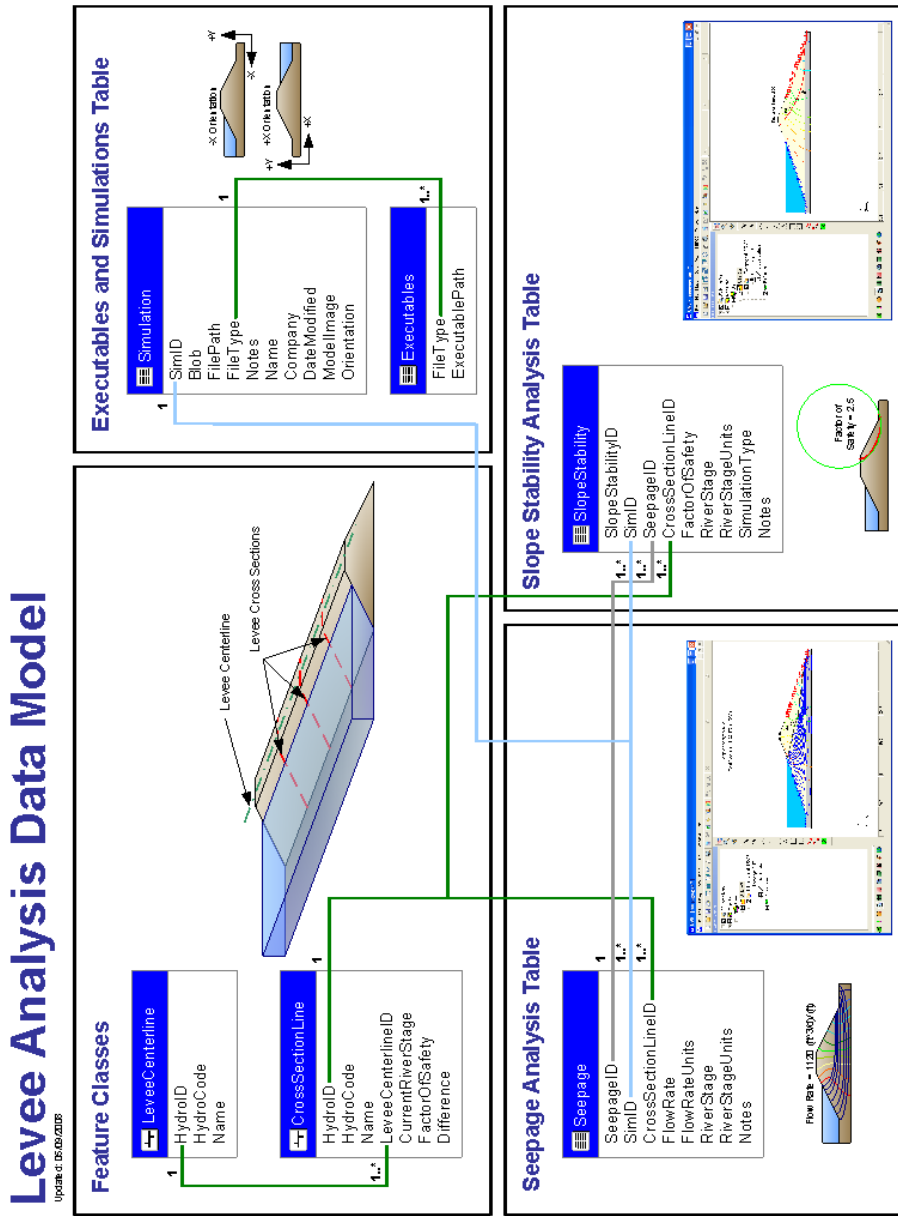 Levee Analysis Data Model
Feature Classes
LeveeCenterline
HydroID
HydroCode
Name
1
1..*
CrossSectionLine
1
HydroID
HydroCode
Name
LeveeCenterlineID
CurrentRiverStage
FactorOfSafety
Difference
Levee Centerline
Levee Cross Sections
Executables and Simulations Table
Simulation
1
SimID
Blob
FilePath
FileType
Notes
Name
Company
DateModified
ModelImage
Orientation
1
Executables
1..*
FileType
ExecutablePath
-X Orientation
+Y
-X
+X Orientation
+Y
+X
Seepage Analysis Table
Seepage
1
SeepageID
1..*
SimID
1..*
CrossSectionLineID
FlowRate
FlowRateUnits
RiverStage
RiverStageUnits
Notes
Slope Stability Analysis Table
SlopeStability
SlopeStabilityID
1..*
SimID
1..*
SeepageID
1..*
CrossSectionLineID
FactorOfSafety
RiverStage
RiverStageUnits
SimulationType
Notes
Factor of
Safety = 2.5